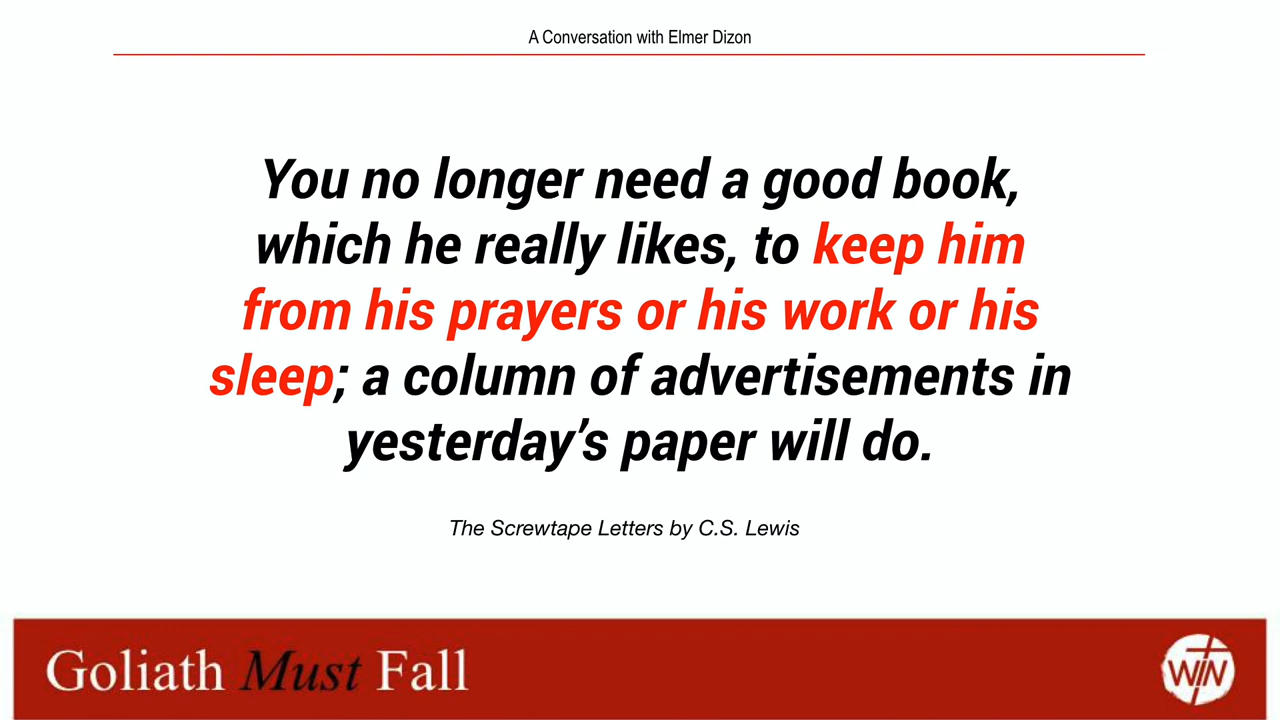 A Conversation with Elmer Dizon
You no longer need a good book,
which he really likes, to keep him
from his prayers or his work or his
sleep; a column of advertisements in
yesterday’s paper will do.
The Screwtape Letters by C.S. Lewis
Goliath Must Fall
WIN